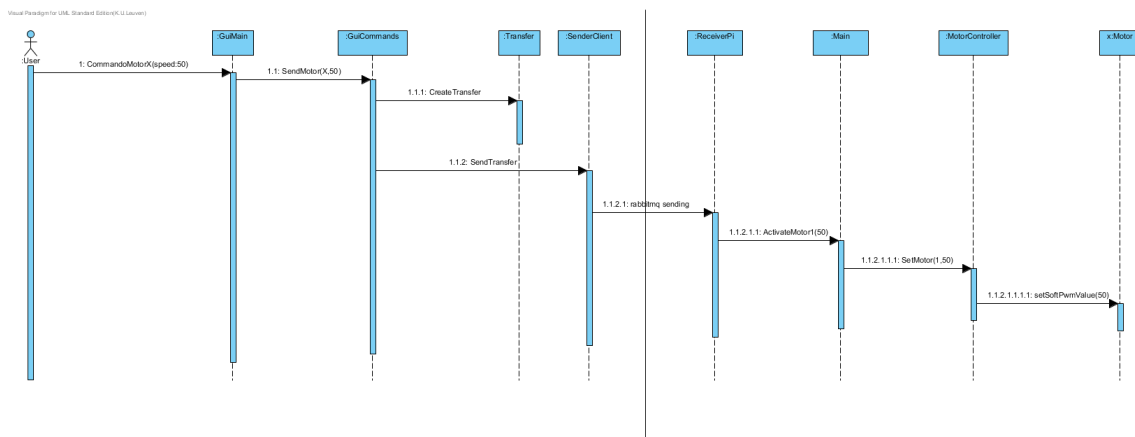 Visual Paradigm for UML Standard Edition(K.U.Leuven)
:User
:GuiMain
:GuiCommands
:Transfer
:SenderClient
:ReceiverPi
:Main
:MotorController
x:Motor
1: CommandoMotorX(speed:50)
1.1: SendMotor(X,50)
1.1.1: CreateTransfer
1.1.2: SendTransfer
1.1.2.1: rabbitmq sending
1.1.2.1.1: ActivateMotor1(50)
1.1.2.1.1.1: SetMotor(1,50)
1.1.2.1.1.1.1: setSoftPwmValue(50)